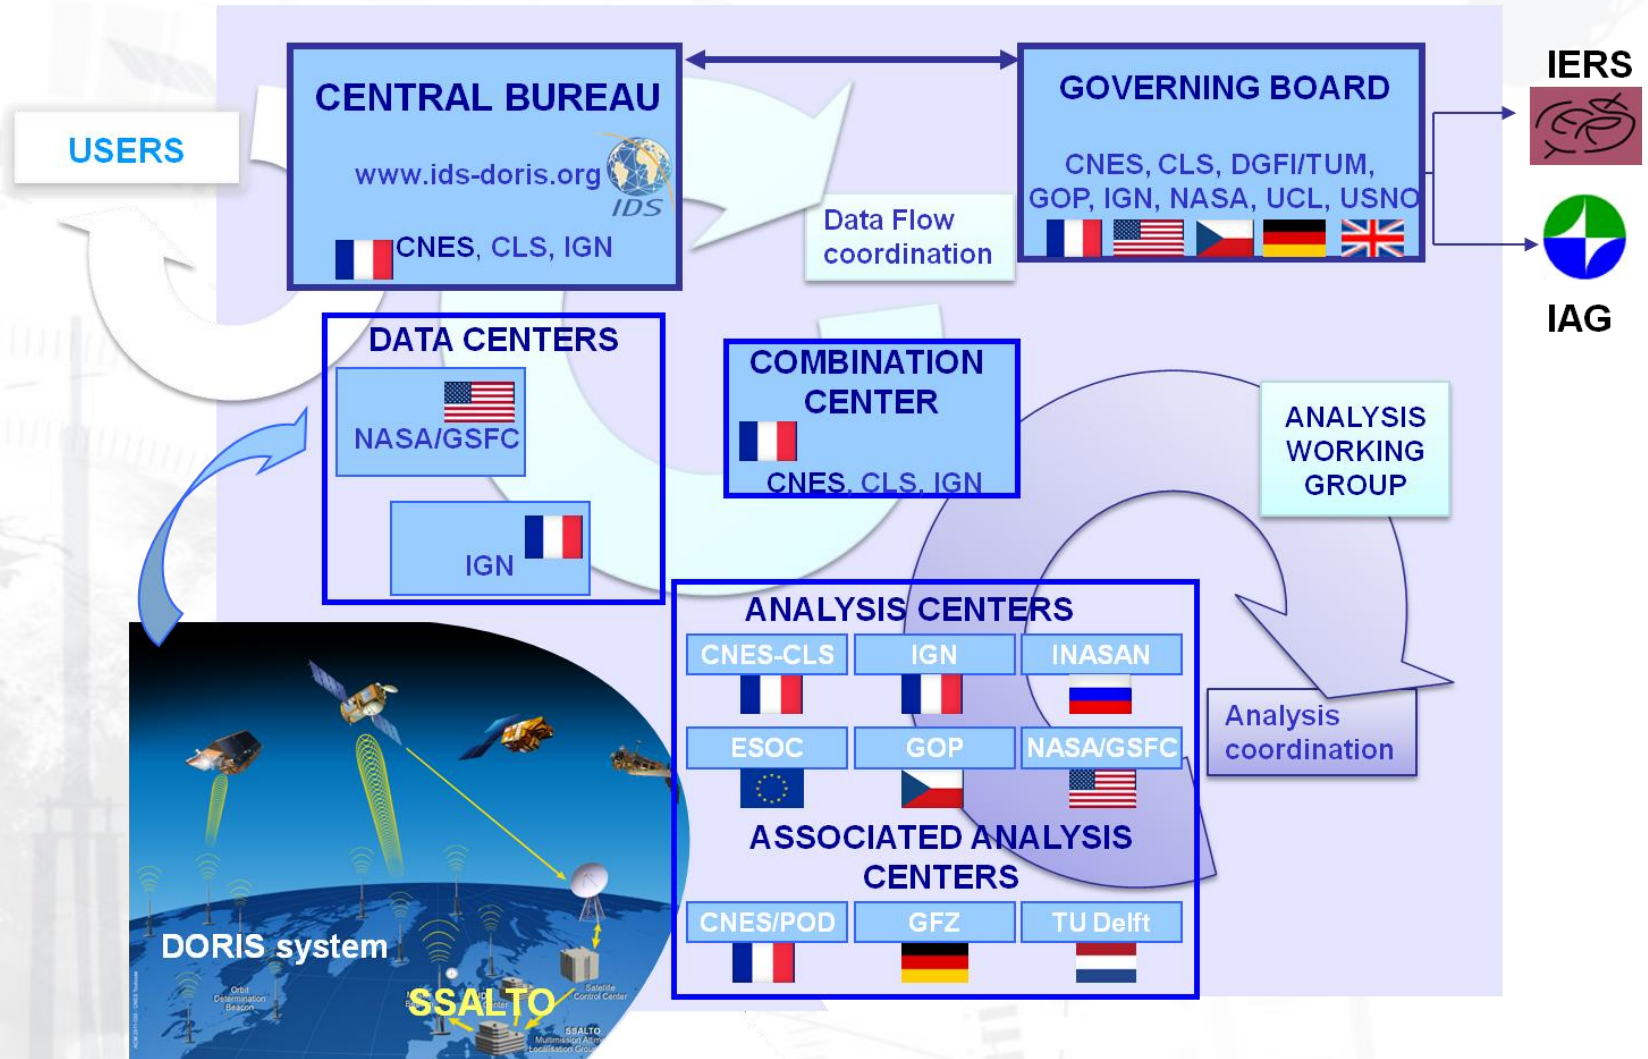 USERS
CENTRAL BUREAU
www.ids-doris.org
IDS
CNES, CLS, IGN
GOVERNING BOARD
CNES, CLS, DGFI/TUM,
GOP, IGN, NASA, UCL, USNO
IERS
IAG
Data Flow
coordination
DATA CENTERS
NASA/GSFC
IGN
COMBINATION
CENTER
CNES, CLS, IGN
ANALYSIS
WORKING
GROUP
Analysis
coordination
ANALYSIS CENTERS
CNES-CLS
IGN
INASAN
ESOC
GOP
NASA/GSFC
ASSOCIATED ANALYSIS
CENTERS
CNES/POD
GFZ
TU Delft
DORIS system
Orbit
Determination
Beacon
SSALTO
Satellite
Control Center
SSALTO
Multimission